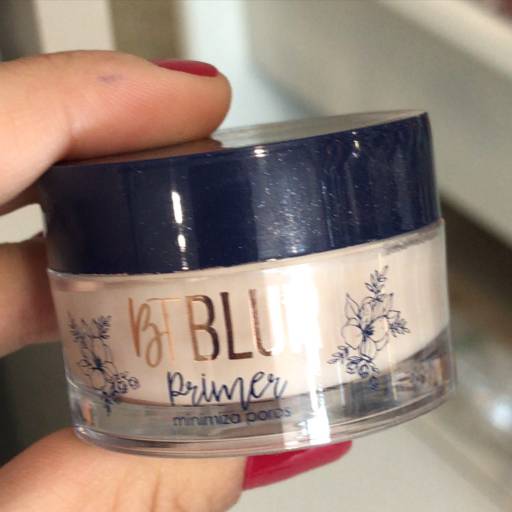 BT BLU
primer
minimiza poros